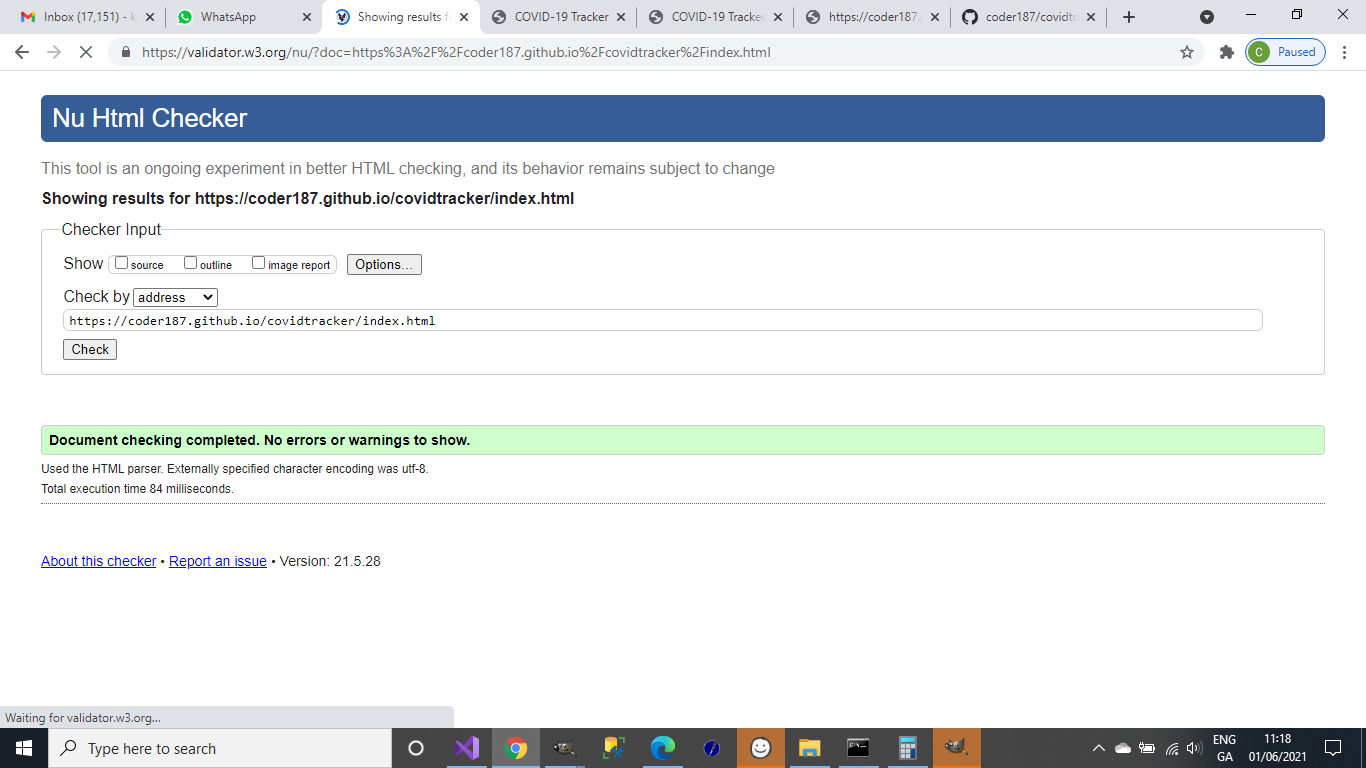 Inbox (17,151) - k
WhatsApp
Showing results f
COVID-19 Tracker
COVID-19 Tracker
https://coder187.
coder187/covidtr
https://validator.w3.org/nu/?doc=https%3A%2F%2Fcoder187.github.io%2Fcovidtracker%2Findex.html
C Paused
Nu Html Checker
This tool is an ongoing experiment in better HTML checking, and its behavior remains subject to change
Showing results for https://coder187.github.io/covidtracker/index.html
Checker Input
Show source outline image report Options...
Check by address
https://coder187.github.io/covidtracker/index.html
Check
Document checking completed. No errors or warnings to show.
Used the HTML parser. Externally specified character encoding was utf-8.
Total execution time 84 milliseconds.
About this checker • Report an issue • Version: 21.5.28
Waiting for validator.w3.org...
Type here to search
ENG
GA
11:18
01/06/2021